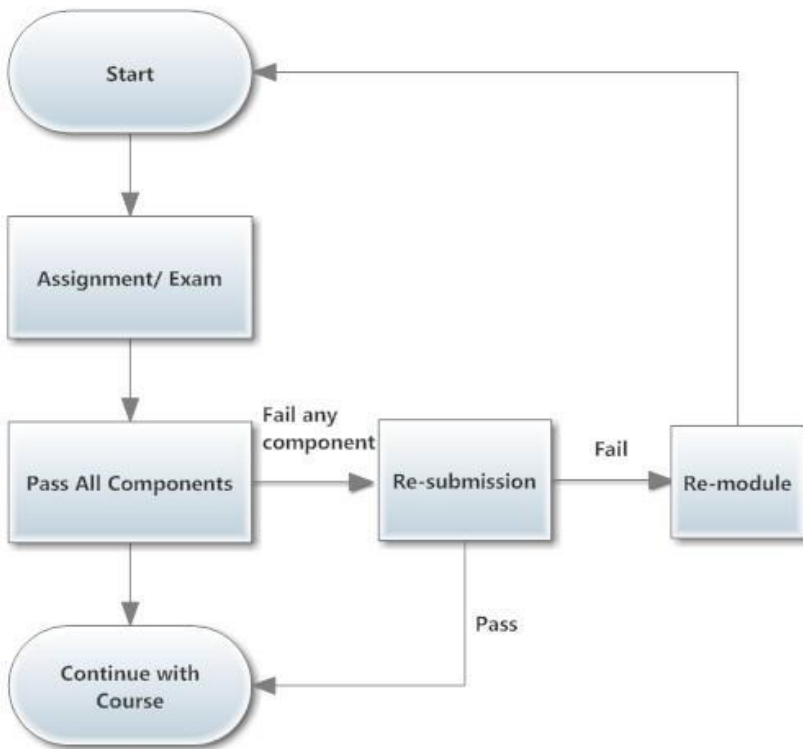 Start
Assignment/ Exam
Fail any
component
Pass All Components
Re-submission
Fail
Re-module
Pass
Continue with
Course